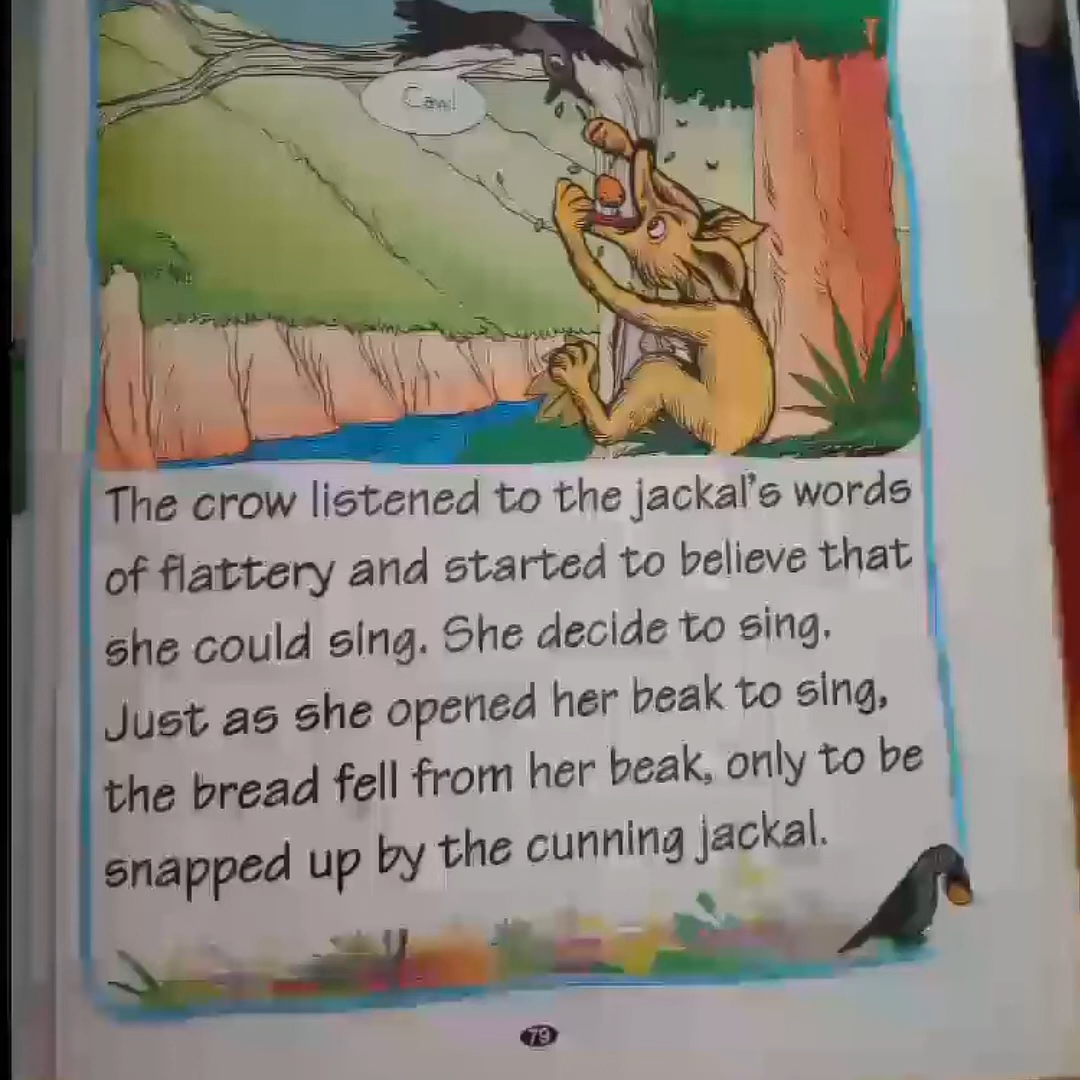 Caw!
The crow listened to the jackal's words
of flattery and started to believe that
she could sing. She decide to sing.
Just as she opened her beak to sing,
the bread fell from her beak, only to be
snapped up by the cunning jackal.
79